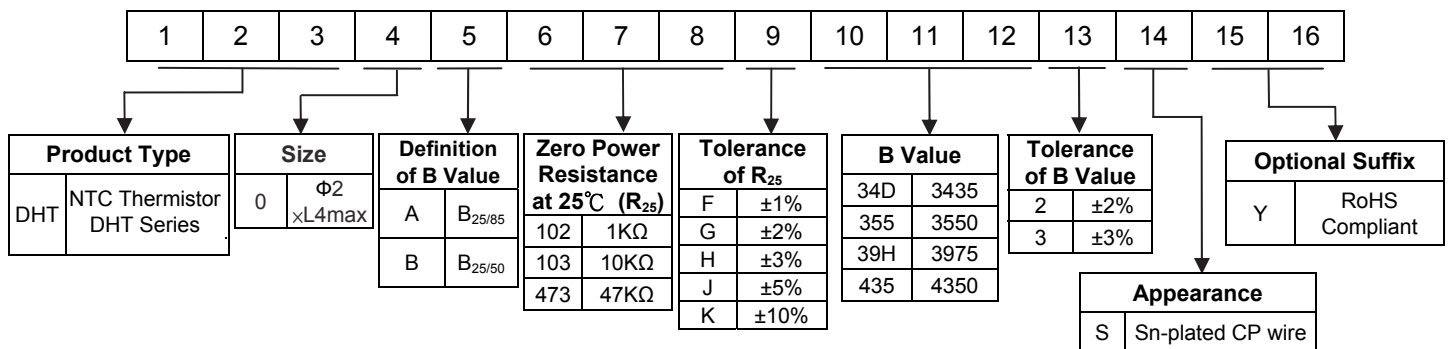 1 2 3 4 5 6 7 8 9 10 11 12 13 14 15 16
Product Type
DHT NTC Thermistor
DHT Series
Size
0 Φ2
×L4max
Definition
of B Value
A B25/85
B B25/50
Zero Power
Resistance
at 25℃ (R25)
102 1KΩ
103 10KΩ
473 47KΩ
Tolerance
of R25
F ±1%
G ±2%
H ±3%
J ±5%
K ±10%
B Value
34D 3435
355 3550
39H 3975
435 4350
Tolerance
of B Value
2 ±2%
3 ±3%
Appearance
S Sn-plated CP wire
Optional Suffix
Y RoHS
Compliant